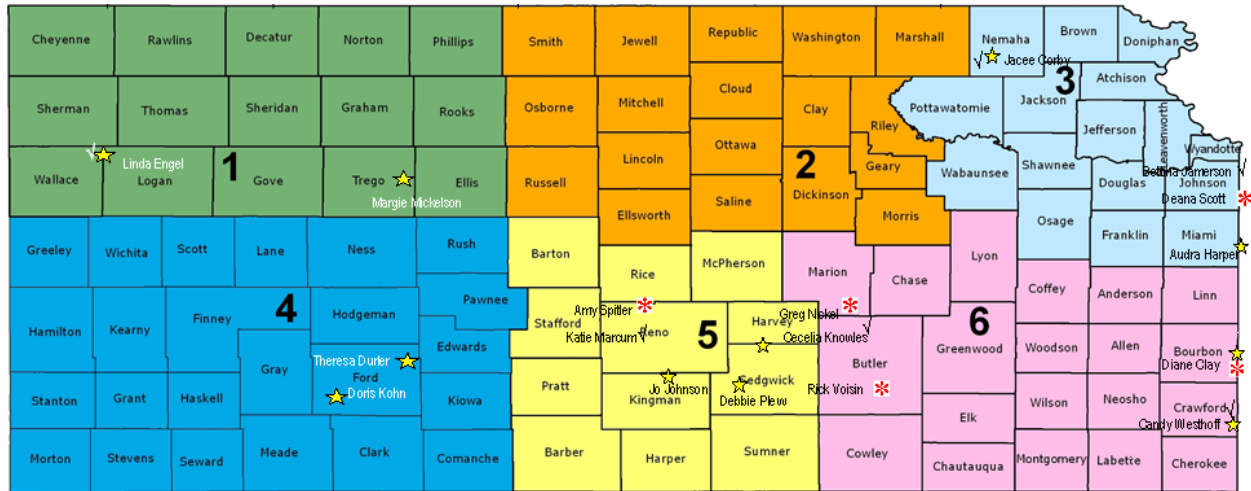 Cheyenne Rawlins Decatur Norton Phillips Smith Jewell Republic Washington Marshall Nemaha Brown Doniphan
√ Jacee Corby
3
Sherman Thomas Sheridan Graham Rooks Osborne Mitchell Cloud Clay Riley Pottawatomie Jackson Atchison
Jefferson Leavenworth Wyandotte
√ Linda Engel
1
2
Wallace Logan Gove Trego Ellis Russell Lincoln Ottawa Dickinson Geary Wabaunsee Shawnee Douglas Johnson
Bettina Jamerson √
Margie Mickelson
Deana Scott
Ellsworth Saline Morris Osage Franklin Miami
Audra Harper
Greeley Wichita Scott Lane Ness Rush Barton Rice McPherson Marion Chase Lyon Coffey Anderson Linn
4
Hamilton Kearny Finney Hodgeman Pawnee Stafford
Amy Spitler
Greg Nickel
Katie Marcum √
Reno
5
Harvey
√
Cecelia Knowles
6
Edwards
Theresa Durler
Gray Ford
Doris Kohn
Butler Greenwood Woodson Allen Bourbon
Diane Clay
Stanton Grant Haskell Kiowa Pratt Kingman
Jo Johnson
Sedgwick
Debbie Plew
Rick Voisin
Elk Wilson Neosho Crawford
√
Candy Westhoff
Morton Stevens Seward Meade Clark Comanche Barber Harper Sumner Cowley Chautauqua Montgomery Labette Cherokee